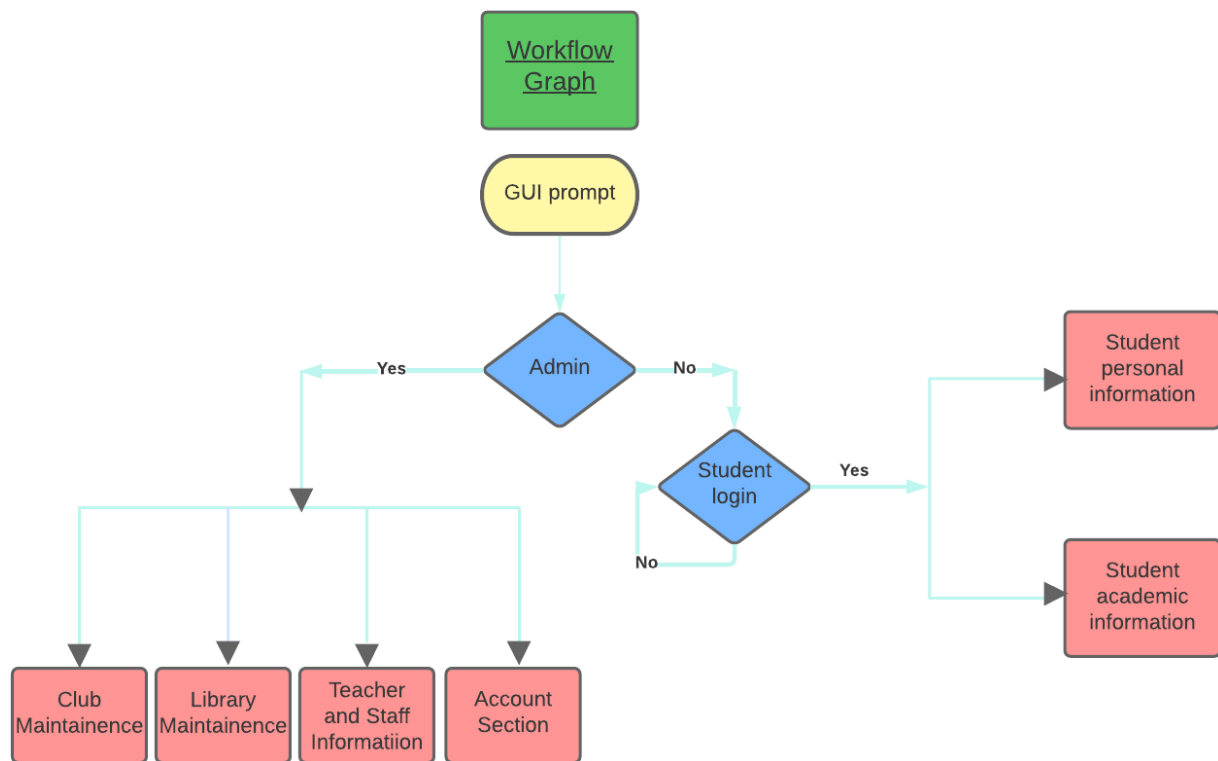 Workflow
Graph
GUI prompt
Admin
Yes
No
Student
login
Yes
No
Student
personal
information
Student
academic
information
Club
Maintainence
Library
Maintainence
Teacher
and Staff
Informatiion
Account
Section